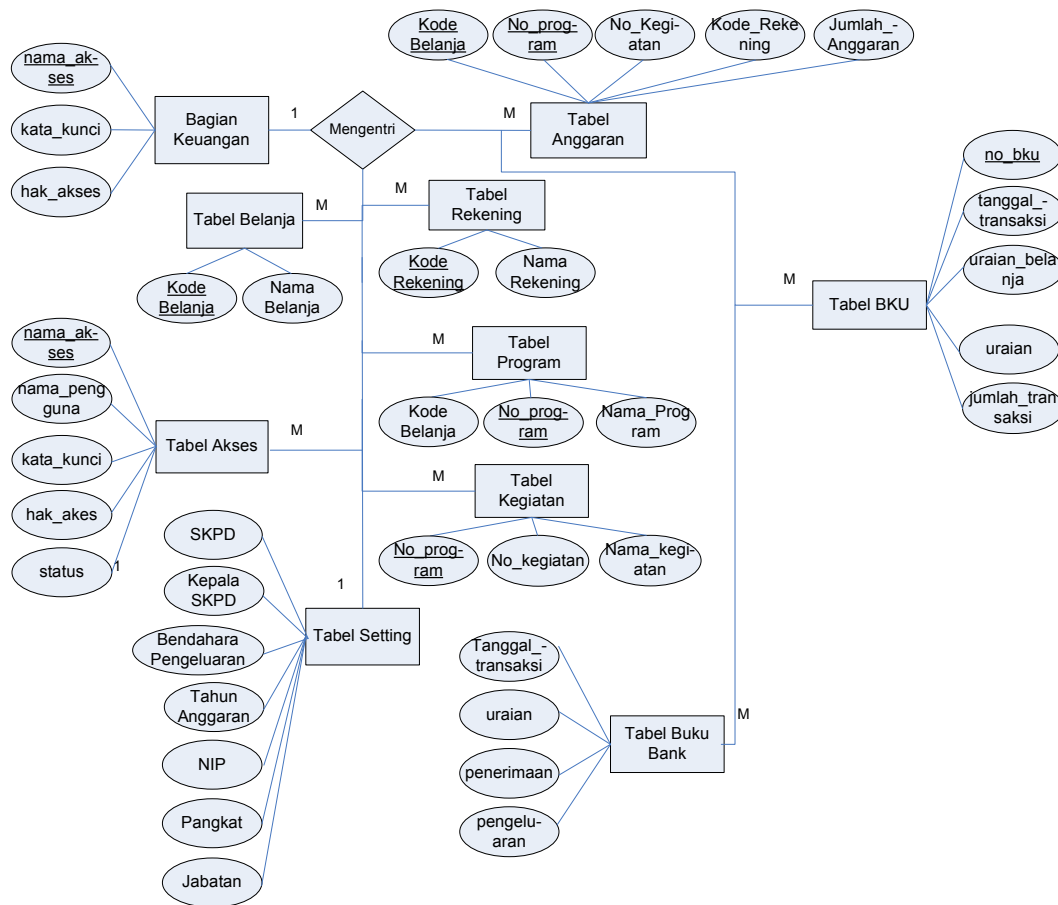 Kode
Belanja
No_prog-
ram
No_Kegi-
atan
Kode_Reke
ning
Jumlah_-
Anggaran
nama_ak-
ses
kata_kunci
hak_akses
Bagian
Keuangan
1
Mengentri
M
Tabel
Anggaran
no_bku
tanggal_-
transaksi
uraian_bela
nja
uraian
jumlah_tran
saksi
M
Tabel BKU
Tabel Belanja
M
M
Tabel
Rekening
Kode
Belanja
Nama
Belanja
Kode
Rekening
Nama
Rekening
nama_ak-
ses
nama_peng
guna
kata_kunci
hak_akes
status
1
Tabel Akses
M
M
Tabel
Program
Kode
Belanja
No_prog-
ram
Nama_Prog
ram
M
Tabel
Kegiatan
No_prog-
ram
No_kegiatan
Nama_kegi-
atan
SKPD
Kepala
SKPD
Bendahara
Pengeluaran
Tahun
Anggaran
NIP
Pangkat
Jabatan
1
Tabel Setting
Tanggal_-
transaksi
uraian
penerimaan
pengelu-
aran
Tabel Buku
Bank
M